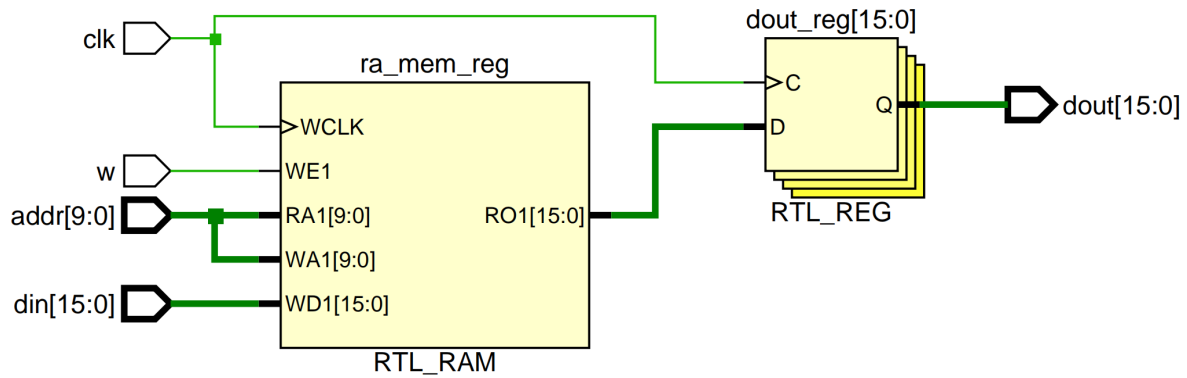 clk
w
addr[9:0]
din[15:0]
ra_mem_reg
WCLK
WE1
RA1[9:0]
WA1[9:0]
WD1[15:0]
RO1[15:0]
RTL_RAM
dout_reg[15:0]
C
D
Q
RTL_REG
dout[15:0]